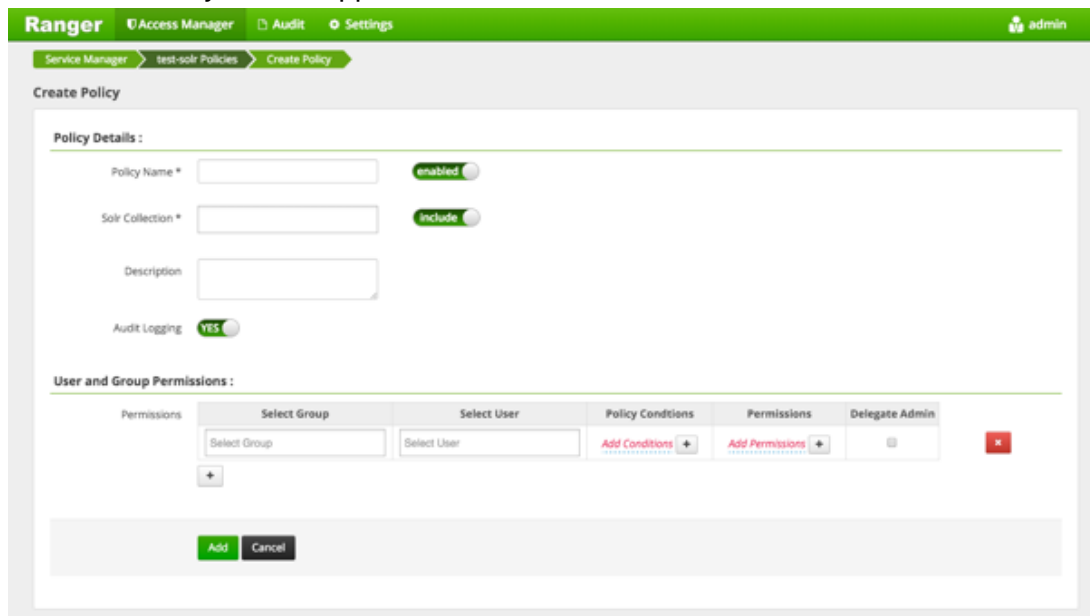 Ranger Access Manager Audit Settings admin
Service Manager test-solr Policies Create Policy
Create Policy
Policy Details :
Policy Name * enabled
Solr Collection * include
Description
Audit Logging YES
User and Group Permissions :
Permissions Select Group Select User Policy Condtions Permissions Delegate Admin
Select Group Select User Add Conditions + Add Permissions +
+
Add Cancel